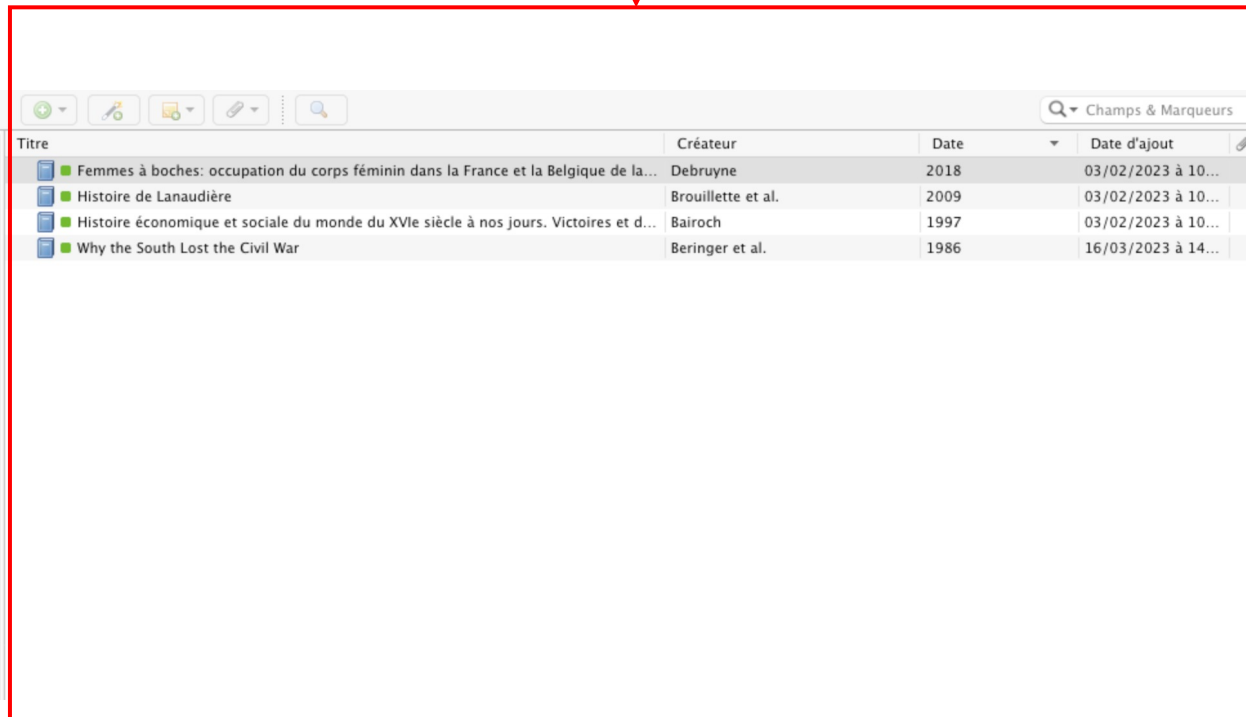 Champs & Marqueurs
Titre Créateur Date Date d'ajout
Femmes à boches: occupation du corps féminin dans la France et la Belgique de la... Debruyne 2018 03/02/2023 à 10...
Histoire de Lanaudière Brouillette et al. 2009 03/02/2023 à 10...
Histoire économique et sociale du monde du XVIe siècle à nos jours. Victoires et d... Bairoch 1997 03/02/2023 à 10...
Why the South Lost the Civil War Beringer et al. 1986 16/03/2023 à 14...